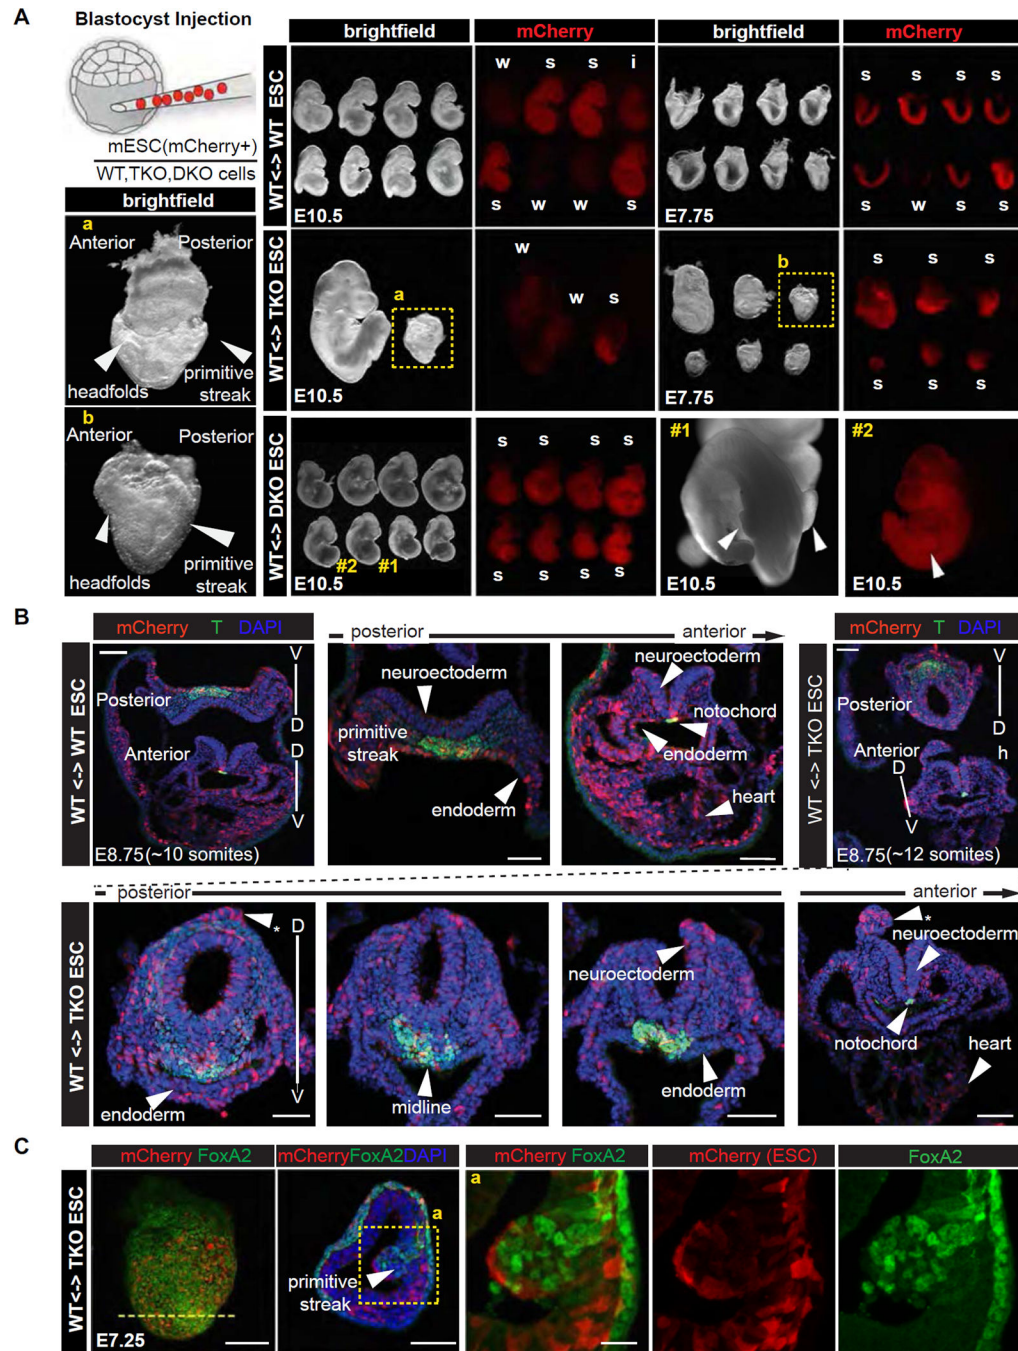 A
Blastocyst Injection
mESC(mCherry+)
WT,TKO,DKO cells
brightfield
mCherry
brightfield
mCherry
WT<-> WT ESC
w s s i
s w w s
E10.5
s s s s
s w s s
E7.75
brightfield
a
Anterior Posterior
headfolds
primitive
streak
b
Anterior Posterior
headfolds
primitive
streak
WT<-> TKO ESC
a
E10.5
w
w s
b
E7.75
s s s
s s s
WT<-> DKO ESC
#2 #1
E10.5
s s s s
s s s s
#1
E10.5
#2
E10.5
B
WT <-> WT ESC
mCherry T DAPI
V
Posterior
D
D
Anterior
V
E8.75(~10 somites)
posterior anterior
neuroectoderm
primitive
streak
endoderm
neuroectoderm
notochord
endoderm
heart
WT <-> TKO ESC
mCherry T DAPI
V
Posterior
D
Anterior
h
D
V
E8.75(~12 somites)
WT <-> TKO ESC
posterior anterior
*
D
V
endoderm
midline
neuroectoderm
endoderm
*
neuroectoderm
notochord
heart
C
WT<-> TKO ESC
mCherry FoxA2
E7.25
mCherryFoxA2DAPI
a
primitive
streak
mCherry FoxA2
a
mCherry (ESC)
FoxA2